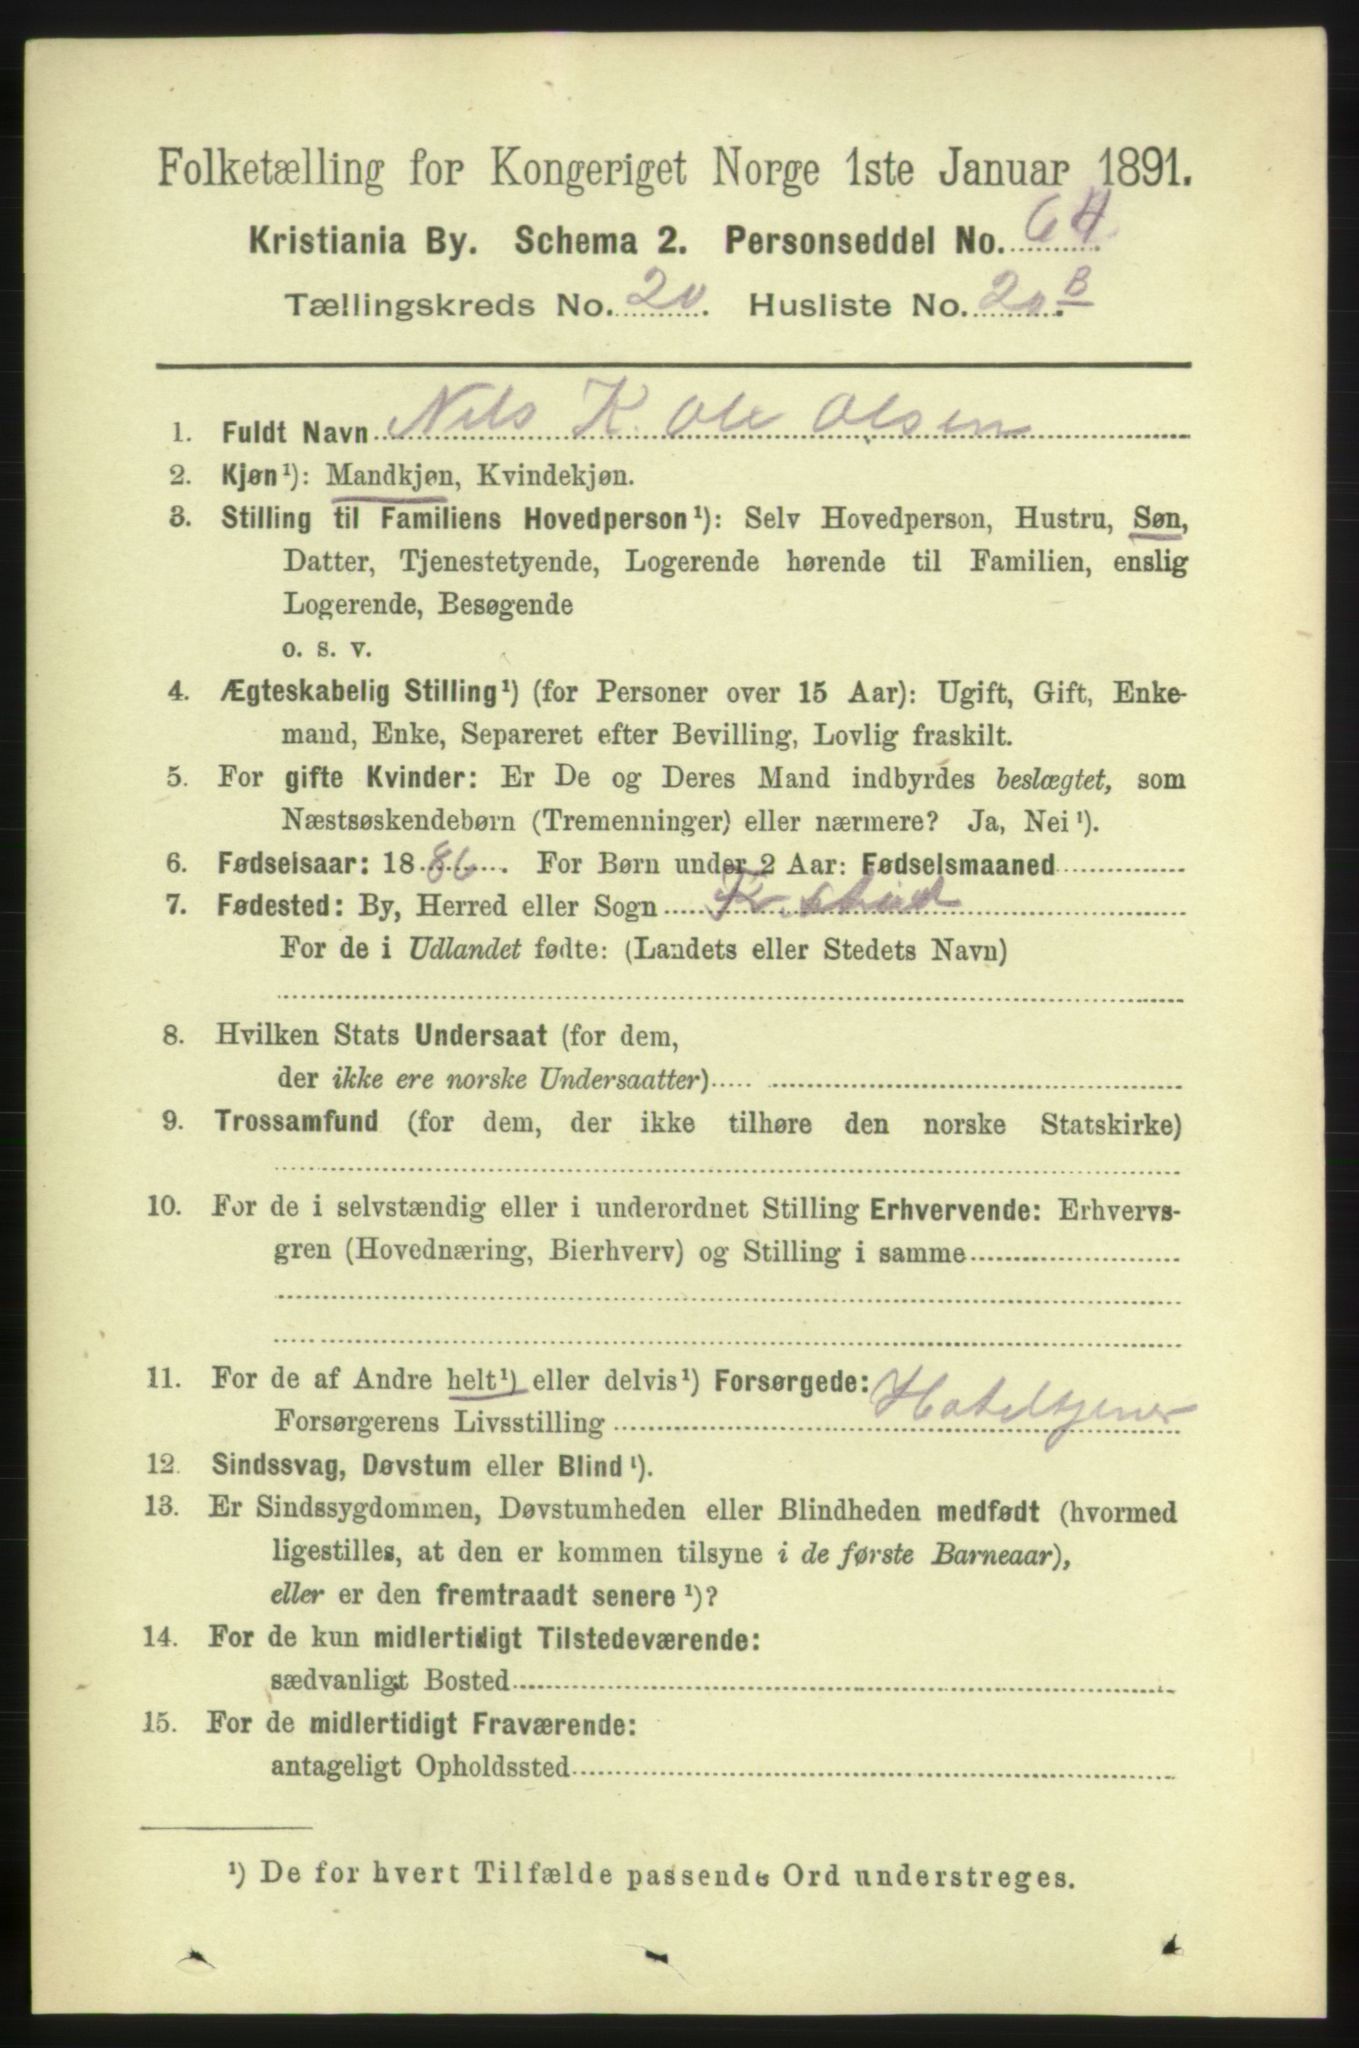 Folketælling for Kongeriget Norge 1ste Januar 1891.
Kristiania By. Schema 2. Personseddel No. 64
Tællingskreds No. 20. Husliste No. 20 B.
1. Fuldt Navn Nils K. Ole Olsen
2. Kjøn¹): Mandkjøn, Kvindekjøn.
3. Stilling til Familiens Hovedperson¹): Selv Hovedperson, Hustru, Søn,
Datter, Tjenestetyende, Logerende hørende til Familien, enslig
Logerende, Besøgende
o. s. v.
4. Ægteskabelig Stilling¹) (for Personer over 15 Aar): Ugift, Gift, Enke-
mand, Enke, Separeret efter Bevilling, Lovlig fraskilt.
5. For gifte Kvinder: Er De og Deres Mand indbyrdes beslægtet, som
Næstsøskendebørn (Tremenninger) eller nærmere? Ja, Nei¹).
6. Fødselsaar: 1886. For Børn under 2 Aar: Fødselsmaaned
7. Fødested: By, Herred eller Sogn
For de i Udlandet fødte: (Landets eller Stedets Navn)
8. Hvilken Stats Undersaat (for dem,
der ikke ere norske Undersaatter)
9. Trossamfund (for dem, der ikke tilhøre den norske Statskirke)
10. For de i selvstændig eller i underordnet Stilling Erhvervende: Erhvervs-
gren (Hovednæring, Bierhverv) og Stilling i samme
11. For de af Andre helt¹) eller delvis¹) Forsørgede:
Forsørgerens Livsstilling Hoteltjener
12. Sindssvag, Døvstum eller Blind¹).
13. Er Sindssygdommen, Døvstumheden eller Blindheden medfødt (hvormed
ligestilles, at den er kommen tilsyne i de første Barneaar),
eller er den fremtraadt senere¹)?
14. For de kun midlertidigt Tilstedeværende:
sædvanligt Bosted
15. For de midlertidigt Fraværende:
antageligt Opholdssted
¹) De for hvert Tilfælde passende Ord understreges.